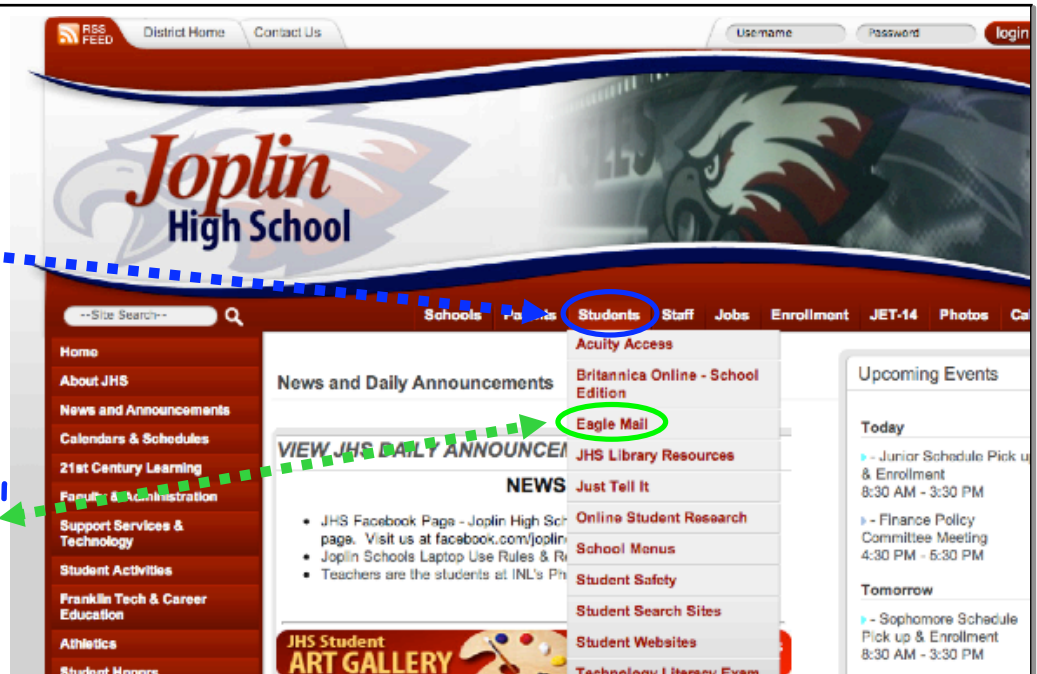 RSS
FEED
District Home
Contact Us
Username
Password
login
Joplin
High School
--Site Search--
Schools
Parents
Students
Staff
Jobs
Enrollment
JET-14
Photos
Home
About JHS
News and Announcements
Calendars & Schedules
21st Century Learning
Faculty & Administration
Support Services &
Technology
Student Activities
Franklin Tech & Career
Education
Athletics
Student Honors
News and Daily Announcements
VIEW JHS DAILY
NEWS
• JHS Facebook Page - Joplin High
page. Visit us at
• Joplin Schools Laptop Use Rules &
• Teachers are the students at INL's
JHS Student
ART GALLERY
Acuity Access
Britannica Online - School
Edition
Eagle Mail
JHS Library Resources
Just Tell It
Online Student Research
School Menus
Student Safety
Student Search Sites
Student Websites
Technology Literacy Exam
Upcoming Events
Today
- Junior Schedule Pick
& Enrollment
8:30 AM - 3:30 PM
- Finance Policy
Committee Meeting
4:30 PM - 5:30 PM
Tomorrow
- Sophomore Schedule
Pick up & Enrollment
8:30 AM - 3:30 PM